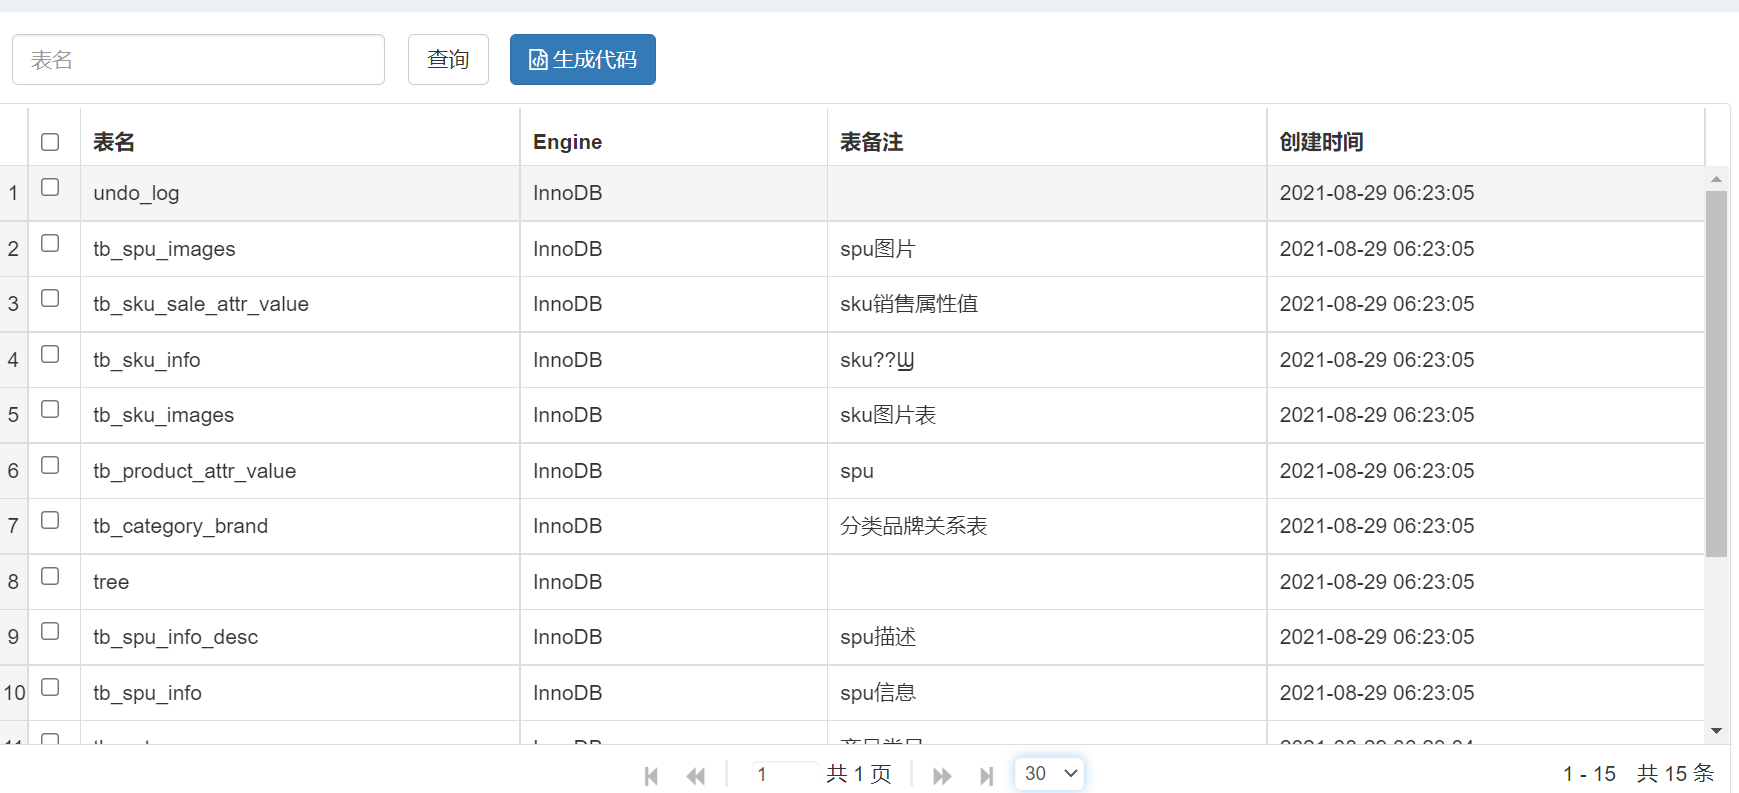 表名 查询 生成代码
表名 Engine 表备注 创建时间
1 undo_log InnoDB 2021-08-29 06:23:05
2 tb_spu_images InnoDB spu图片 2021-08-29 06:23:05
3 tb_sku_sale_attr_value InnoDB sku销售属性值 2021-08-29 06:23:05
4 tb_sku_info InnoDB sku??Щ 2021-08-29 06:23:05
5 tb_sku_images InnoDB sku图片表 2021-08-29 06:23:05
6 tb_product_attr_value InnoDB spu 2021-08-29 06:23:05
7 tb_category_brand InnoDB 分类品牌关系表 2021-08-29 06:23:05
8 tree InnoDB 2021-08-29 06:23:05
9 tb_spu_info_desc InnoDB spu描述 2021-08-29 06:23:05
10 tb_spu_info InnoDB spu信息 2021-08-29 06:23:05
1 共 1 页 30 1 - 15 共 15 条